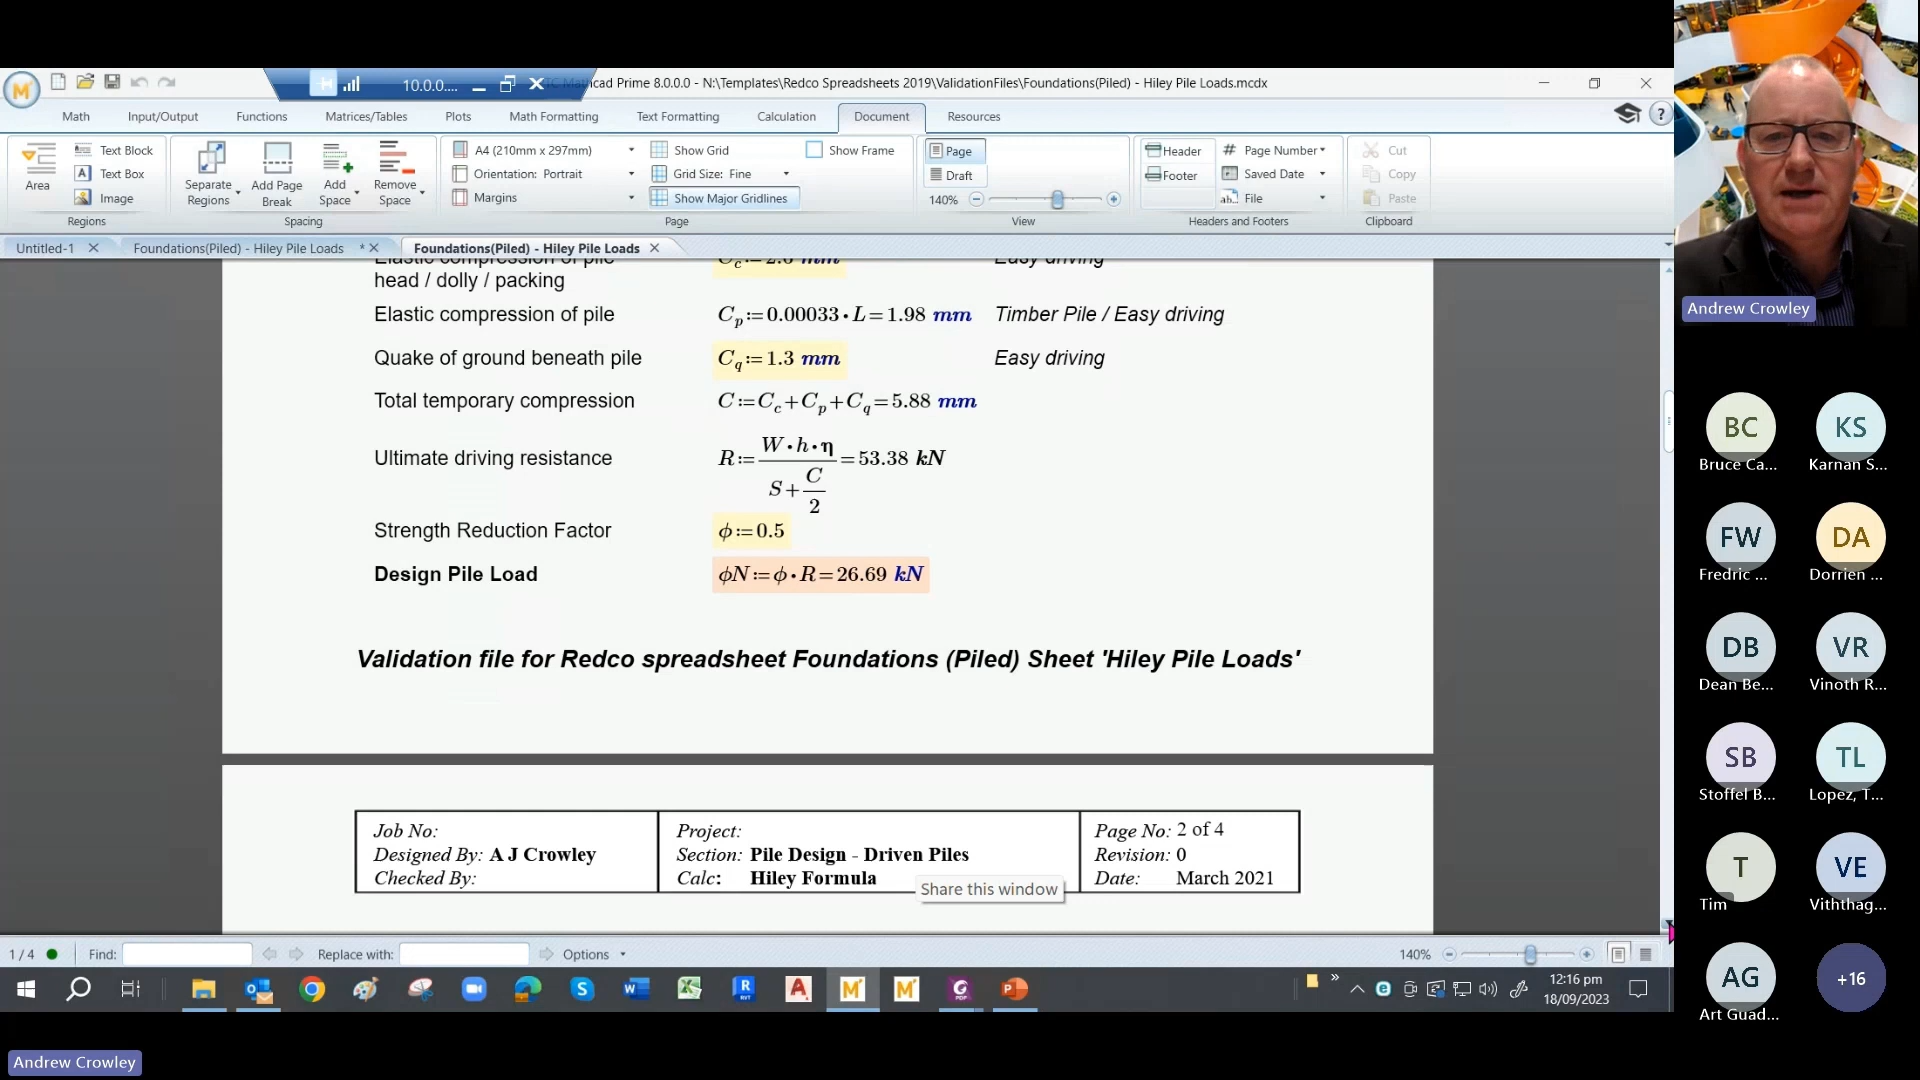 10.0.0....
TC Mathcad Prime 8.0.0.0 - N:\Templates\Redco Spreadsheets 2019\ValidationFiles\Foundations(Piled) - Hiley Pile Loads.mcdx
Math Input/Output Functions Matrices/Tables Plots Math Formatting Text Formatting Calculation Document Resources
Area
Text Block
Text Box
Image
Regions
Separate Regions
Add Page Break
Add Space
Remove Space
Spacing
A4 (210mm x 297mm)
Orientation: Portrait
Margins
Show Grid
Grid Size: Fine
Show Major Gridlines
Show Frame
Page
Page
Draft
140%
View
Header
Footer
# Page Number
Saved Date
File
Headers and Footers
Cut
Copy
Paste
Clipboard
Untitled-1 Foundations(Piled) - Hiley Pile Loads * Foundations(Piled) - Hiley Pile Loads
Elastic compression of pile Easy driving
head / dolly / packing
Elastic compression of pile Cp:=0.00033·L=1.98 mm Timber Pile / Easy driving
Quake of ground beneath pile Cq:=1.3 mm Easy driving
Total temporary compression C:=Cc+Cp+Cq=5.88 mm
Ultimate driving resistance R:= W·h·η / (S + C/2) =53.38 kN
Strength Reduction Factor ϕ:=0.5
Design Pile Load ϕN:=ϕ·R=26.69 kN
Validation file for Redco spreadsheet Foundations (Piled) Sheet 'Hiley Pile Loads'
Job No:
Designed By: A J Crowley
Checked By:
Project:
Section: Pile Design - Driven Piles
Calc: Hiley Formula
Page No: 2 of 4
Revision: 0
Date: March 2021
Share this window
1 / 4 Find: Replace with: Options 140%
12:16 pm
18/09/2023
Andrew Crowley
Andrew Crowley
BC
Bruce Ca...
KS
Karnan S...
FW
Fredric ...
DA
Dorrien ...
DB
Dean Be...
VR
Vinoth R...
SB
Stoffel B...
TL
Lopez, T...
T
Tim
VE
Viththag...
AG
Art Guad...
+16